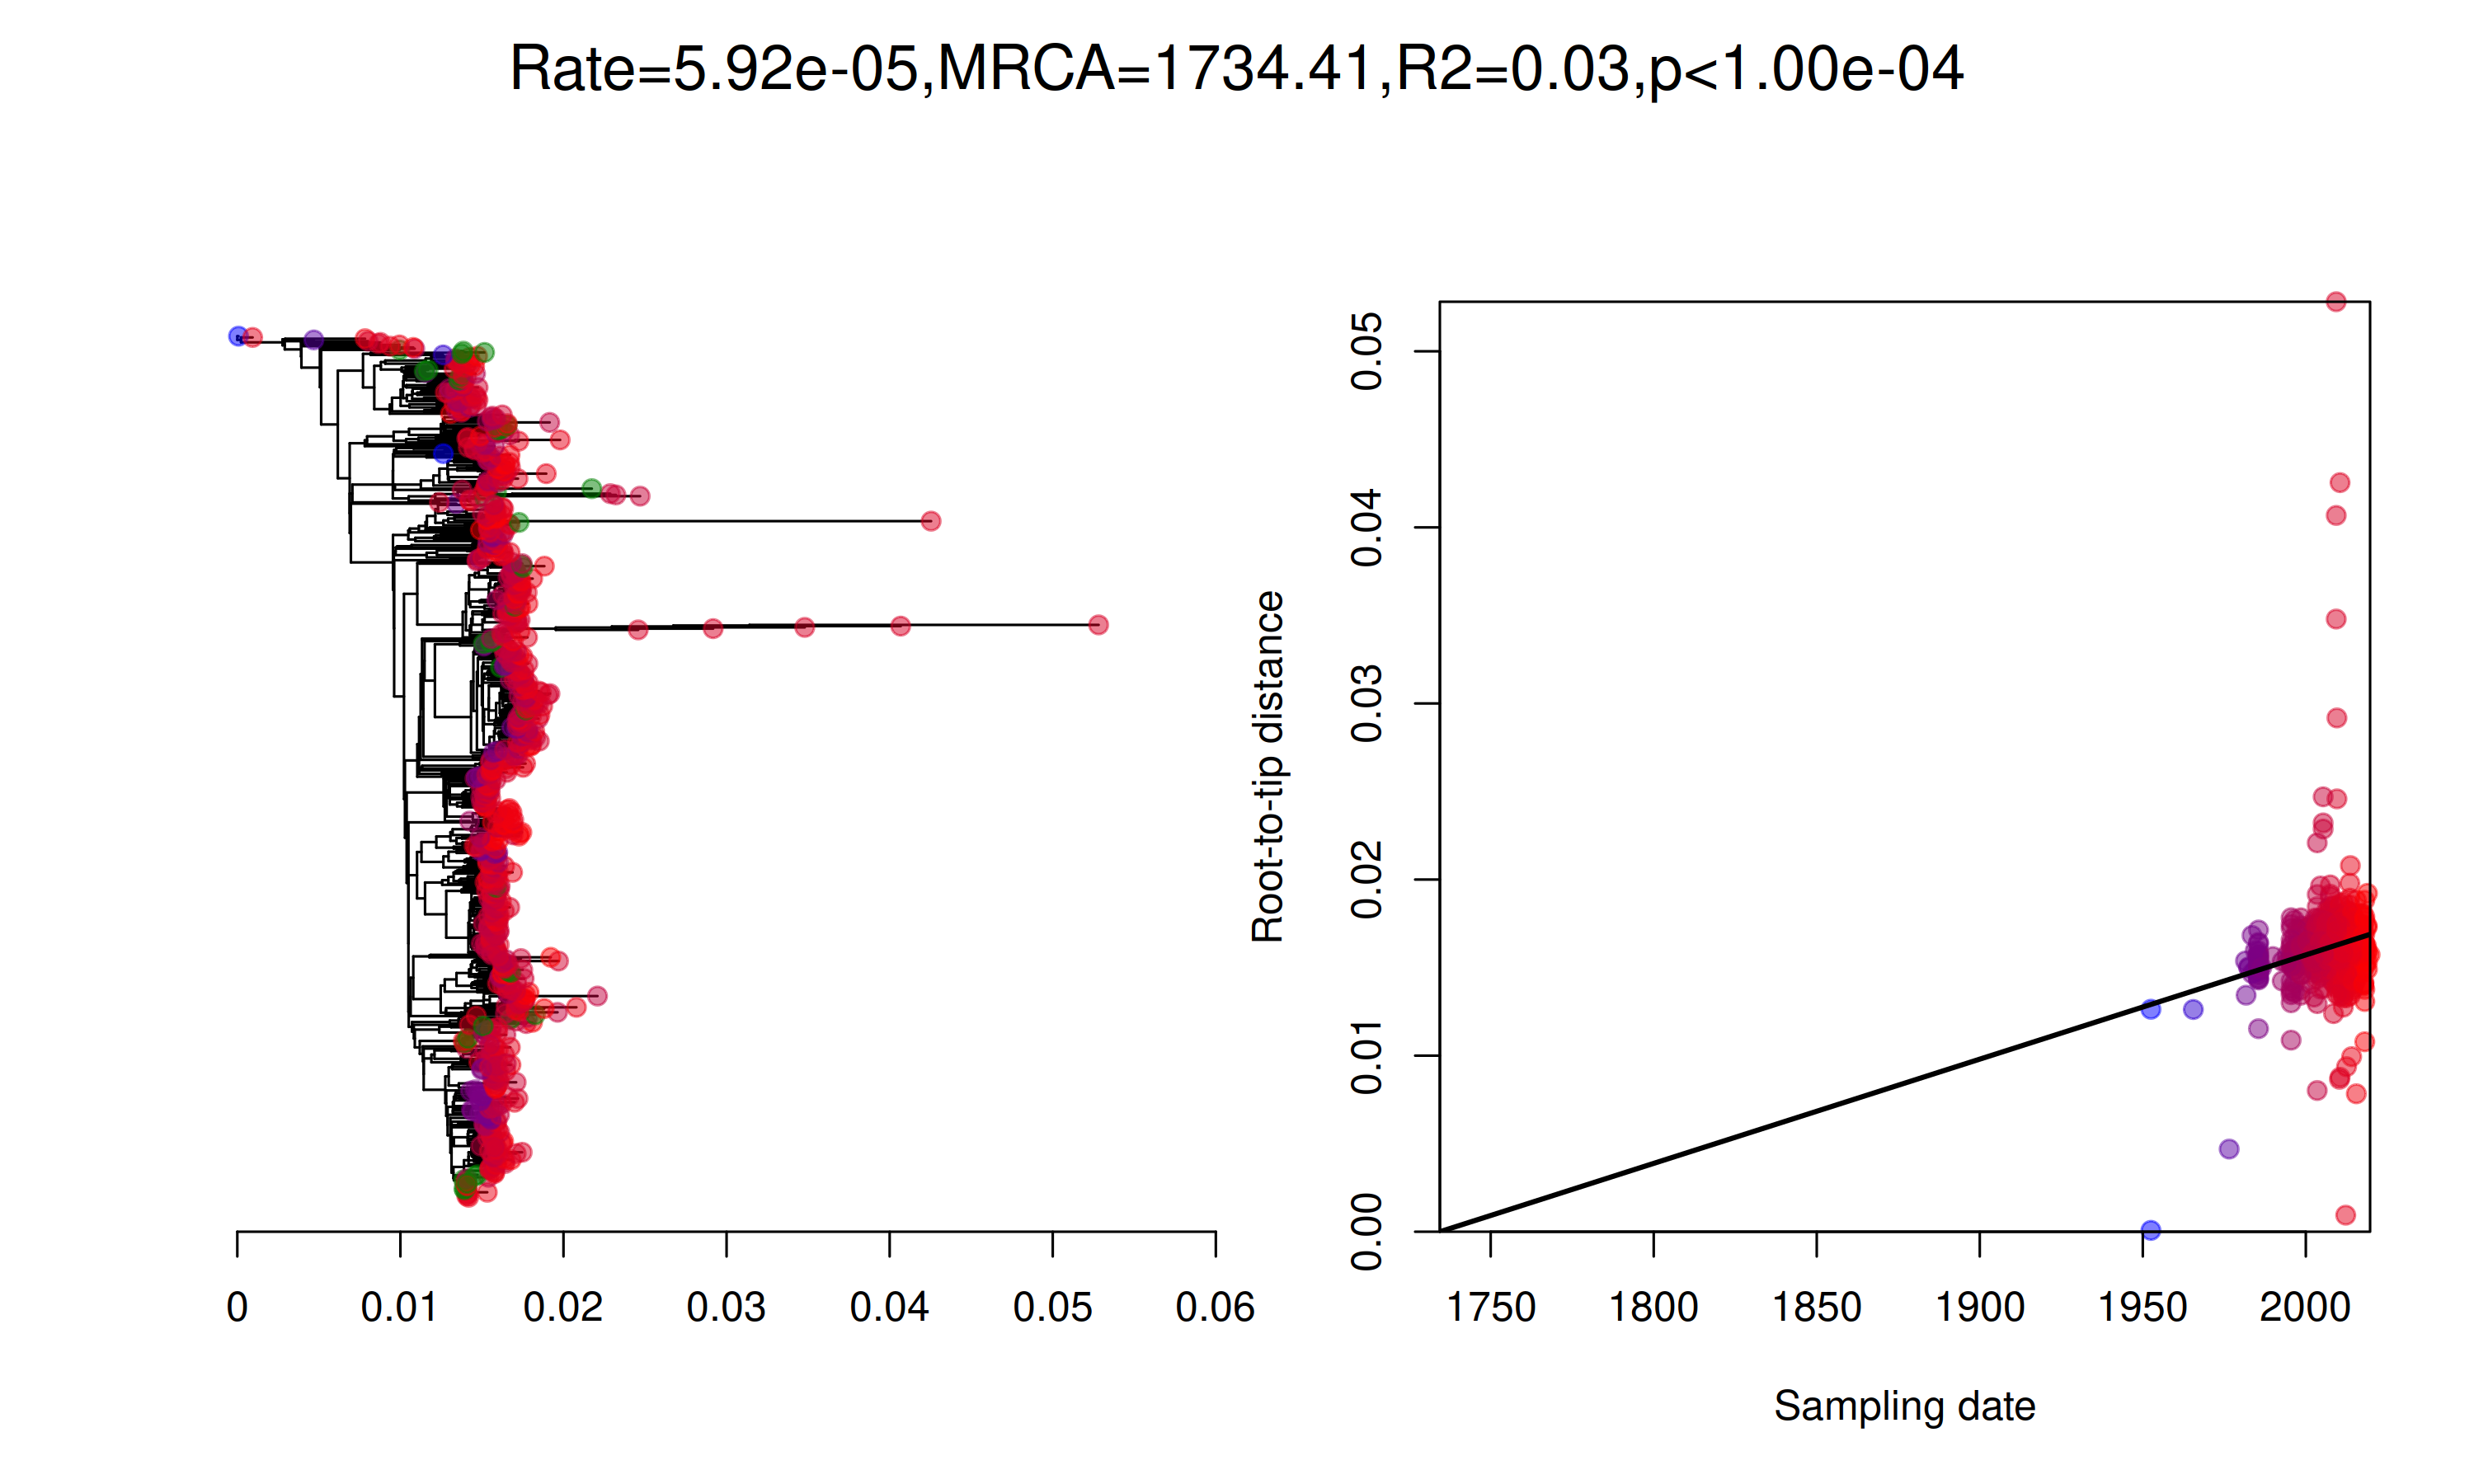 Rate=5.92e-05,MRCA=1734.41,R2=0.03,p<1.00e-04
0 0.01 0.02 0.03 0.04 0.05 0.06
Root-to-tip distance
0.00 0.01 0.02 0.03 0.04 0.05
1750 1800 1850 1900 1950 2000
Sampling date